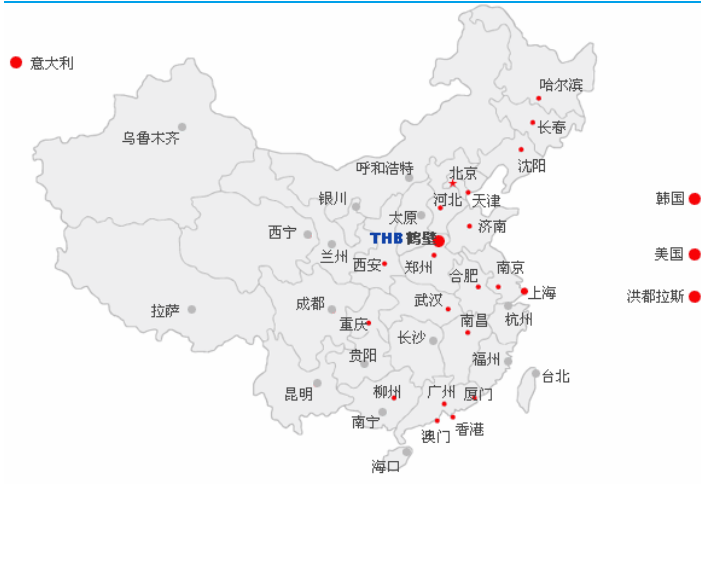 意大利
哈尔滨
长春
乌鲁木齐
沈阳
呼和浩特
北京
银川
河北
天津
韩国
太原
济南
西宁
THB 鹤壁
兰州
美国
西安
郑州
合肥
南京
上海
洪都拉斯
成都
武汉
拉萨
重庆
南昌
杭州
长沙
贵阳
福州
台北
昆明
柳州
广州
厦门
南宁
香港
澳门
海口